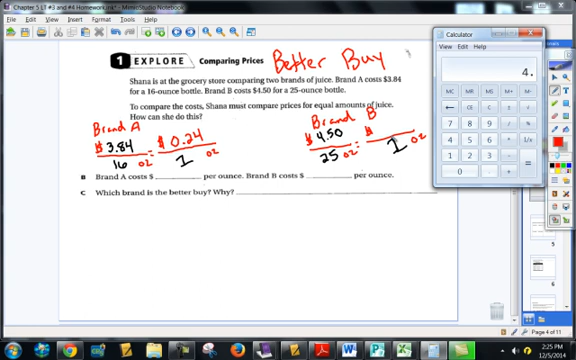 Chapter 5 LT #3 and #4 Homework.ink* - MimioStudio Notebook
File Edit View Insert Format Tools Help
1 EXPLORE Comparing Prices Better Buy
Shana is at the grocery store comparing two brands of juice. Brand A costs $3.84
for a 16-ounce bottle. Brand B costs $4.50 for a 25-ounce bottle.
To compare the costs, Shana must compare prices for equal amounts of juice.
How can she do this?
Brand A
$ 3.84 = $ 0.24
16 oz 1 oz
Brand B
$ 4.50 = $
25 oz 1 oz
B Brand A costs $ ________ per ounce. Brand B costs $ ________ per ounce.
C Which brand is the better buy? Why? ________
Calculator
View Edit Help
4.
MC MR MS M+ M-
← CE C ± √
7 8 9 / %
4 5 6 * 1/x
1 2 3 - =
0 . +
5
6
Page 4 of 11
2:25 PM
12/5/2014